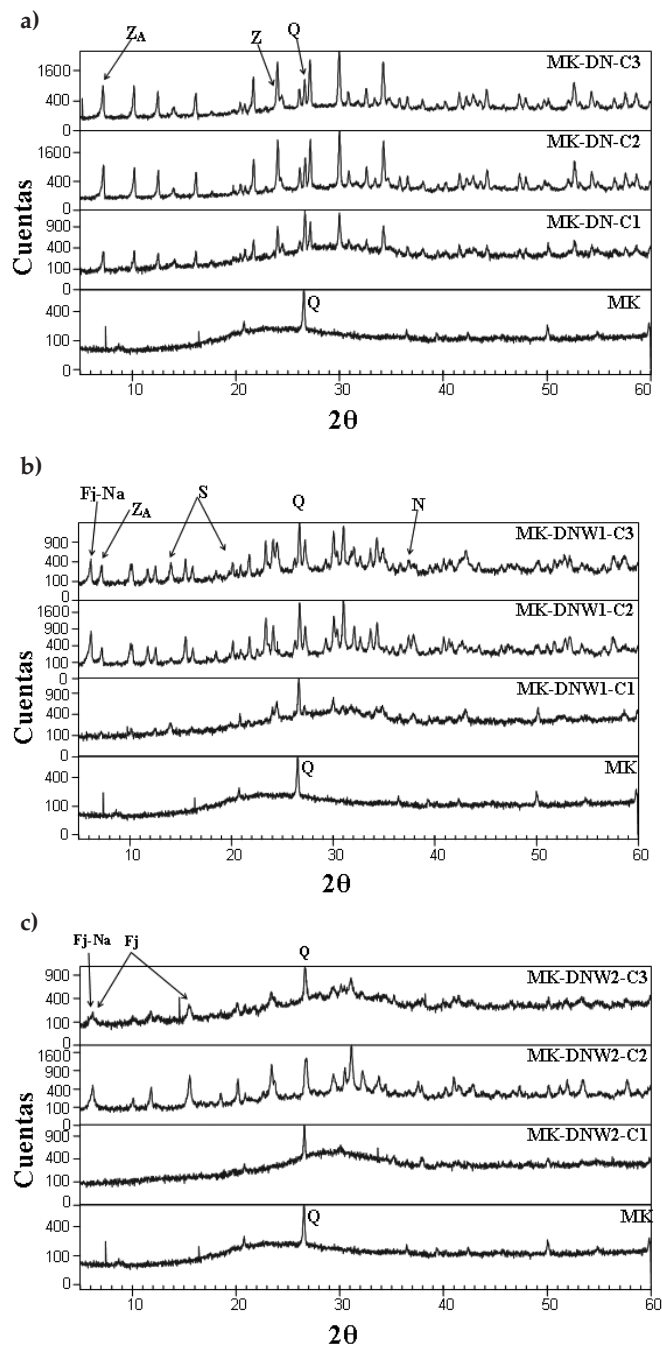 a)
Z_A Z Q
1600 MK-DN-C3
400
0
1600 MK-DN-C2
400
0
900 MK-DN-C1
400
100
0
Q MK
400
100
0
Cuentas
10 20 30 40 50 60
2θ
b)
Fj-Na Z_A S Q N
900 MK-DNW1-C3
400
100
0
1600 MK-DNW1-C2
900
400
100
0
900 MK-DNW1-C1
400
100
0
Q MK
400
100
0
Cuentas
10 20 30 40 50 60
2θ
c)
Fj-Na Fj Q
900 MK-DNW2-C3
400
100
0
1600 MK-DNW2-C2
900
400
100
0
900 MK-DNW2-C1
400
100
0
Q MK
400
100
0
Cuentas
10 20 30 40 50 60
2θ